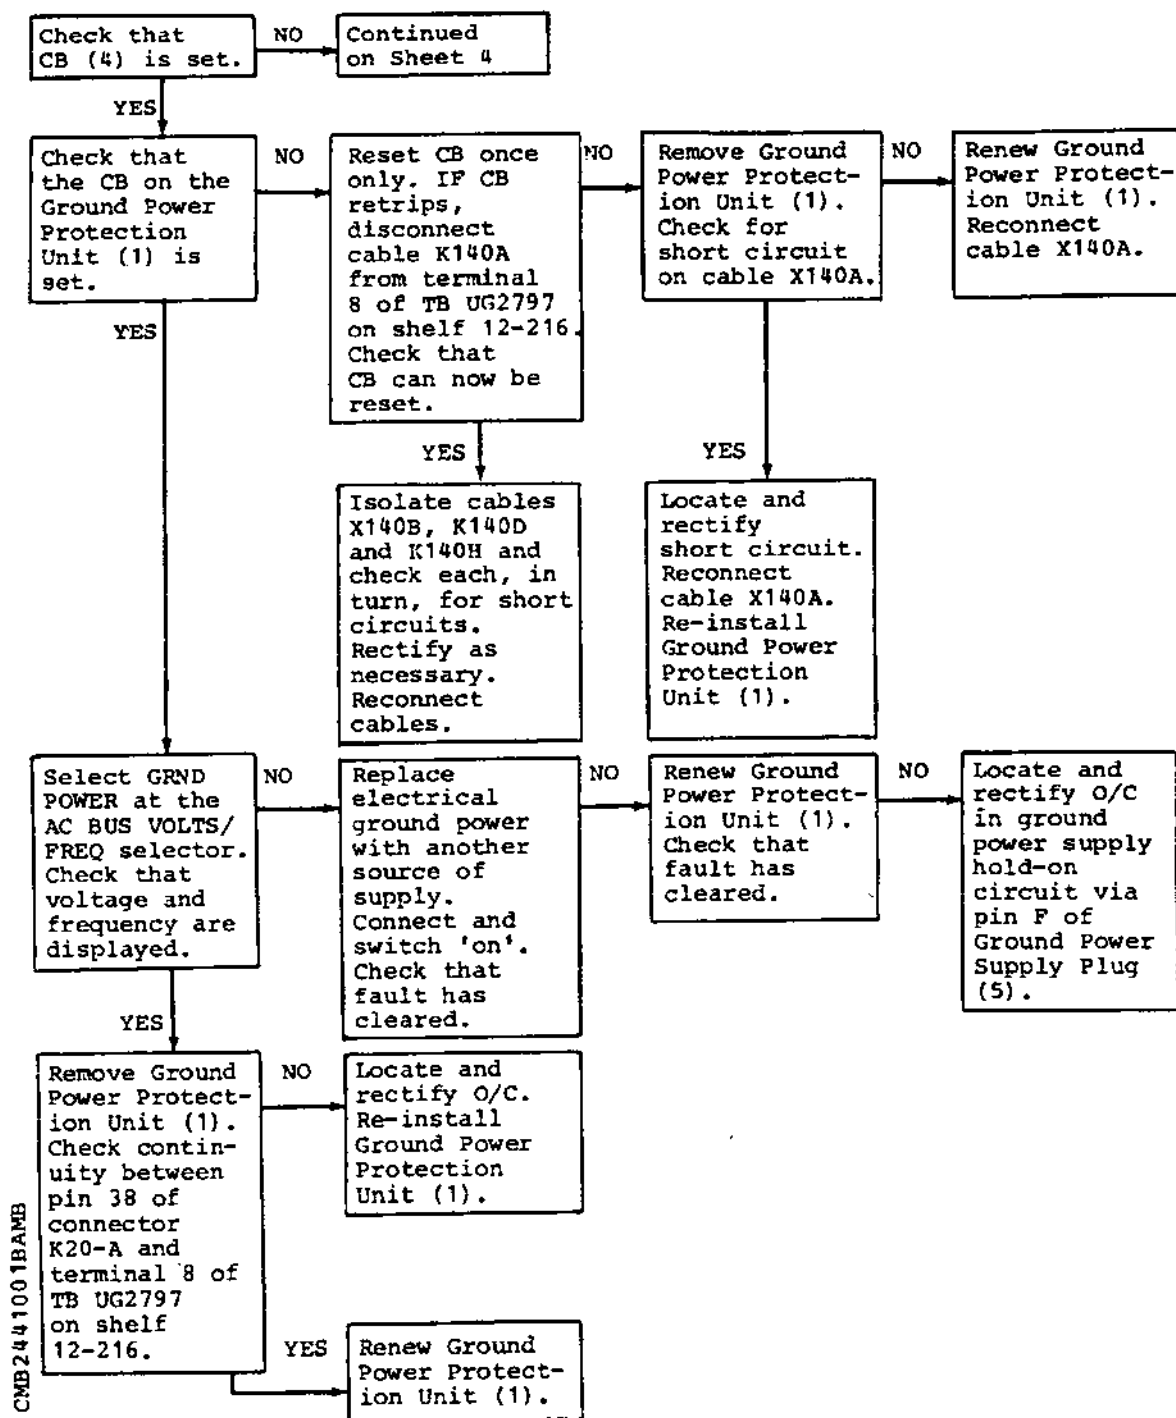 Check that
CB (4) is set.
NO
Continued
on Sheet 4
YES
Check that
the CB on the
Ground Power
Protection
Unit (1) is
set.
NO
Reset CB once
only. IF CB
retrips,
disconnect
cable K140A
from terminal
8 of TB UG2797
on shelf 12-216.
Check that
CB can now be
reset.
NO
Remove Ground
Power Protect-
ion Unit (1).
Check for
short circuit
on cable X140A.
NO
Renew Ground
Power Protect-
ion Unit (1).
Reconnect
cable X140A.
YES
YES
Isolate cables
X140B, K140D
and K140H and
check each, in
turn, for short
circuits.
Rectify as
necessary.
Reconnect
cables.
YES
Locate and
rectify
short circuit.
Reconnect
cable X140A.
Re-install
Ground Power
Protection
Unit (1).
Select GRND
POWER at the
AC BUS VOLTS/
FREQ selector.
Check that
voltage and
frequency are
displayed.
NO
Replace
electrical
ground power
with another
source of
supply.
Connect and
switch 'on'.
Check that
fault has
cleared.
NO
Renew Ground
Power Protect-
ion Unit (1).
Check that
fault has
cleared.
NO
Locate and
rectify O/C
in ground
power supply
hold-on
circuit via
pin F of
Ground Power
Supply Plug
(5).
YES
Remove Ground
Power Protect-
ion Unit (1).
Check contin-
uity between
pin 38 of
connector
K20-A and
terminal 8 of
TB UG2797
on shelf
12-216.
NO
Locate and
rectify O/C.
Re-install
Ground Power
Protection
Unit (1).
YES
Renew Ground
Power Protect-
ion Unit (1).
CMB2441001BAMB